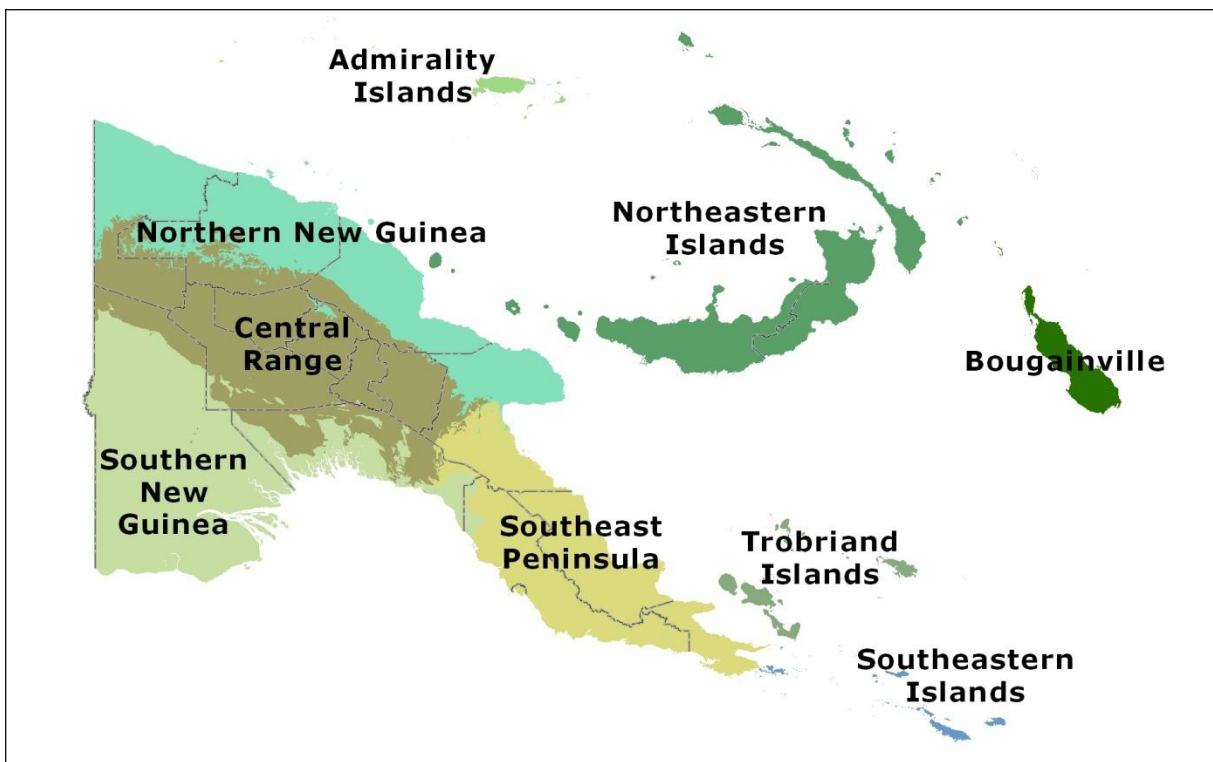 Admirality
Islands
Northeastern
Islands
Northern New Guinea
Central
Range
Bougainville
Southern
New
Guinea
Southeast
Peninsula
Trobriand
Islands
Southeastern
Islands